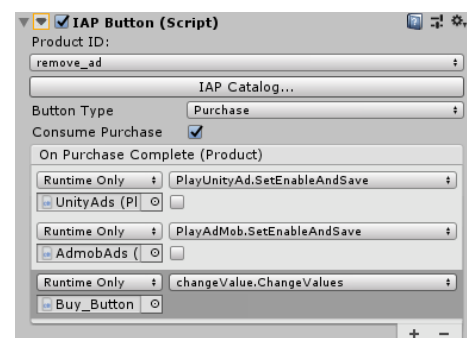 IAP Button (Script)
Product ID:
remove_ad
IAP Catalog...
Button Type Purchase
Consume Purchase
On Purchase Complete (Product)
Runtime Only PlayUnityAd.SetEnableAndSave
UnityAds (Pl
Runtime Only PlayAdMob.SetEnableAndSave
AdmobAds (
Runtime Only changeValue.ChangeValues
Buy_Button
+ −